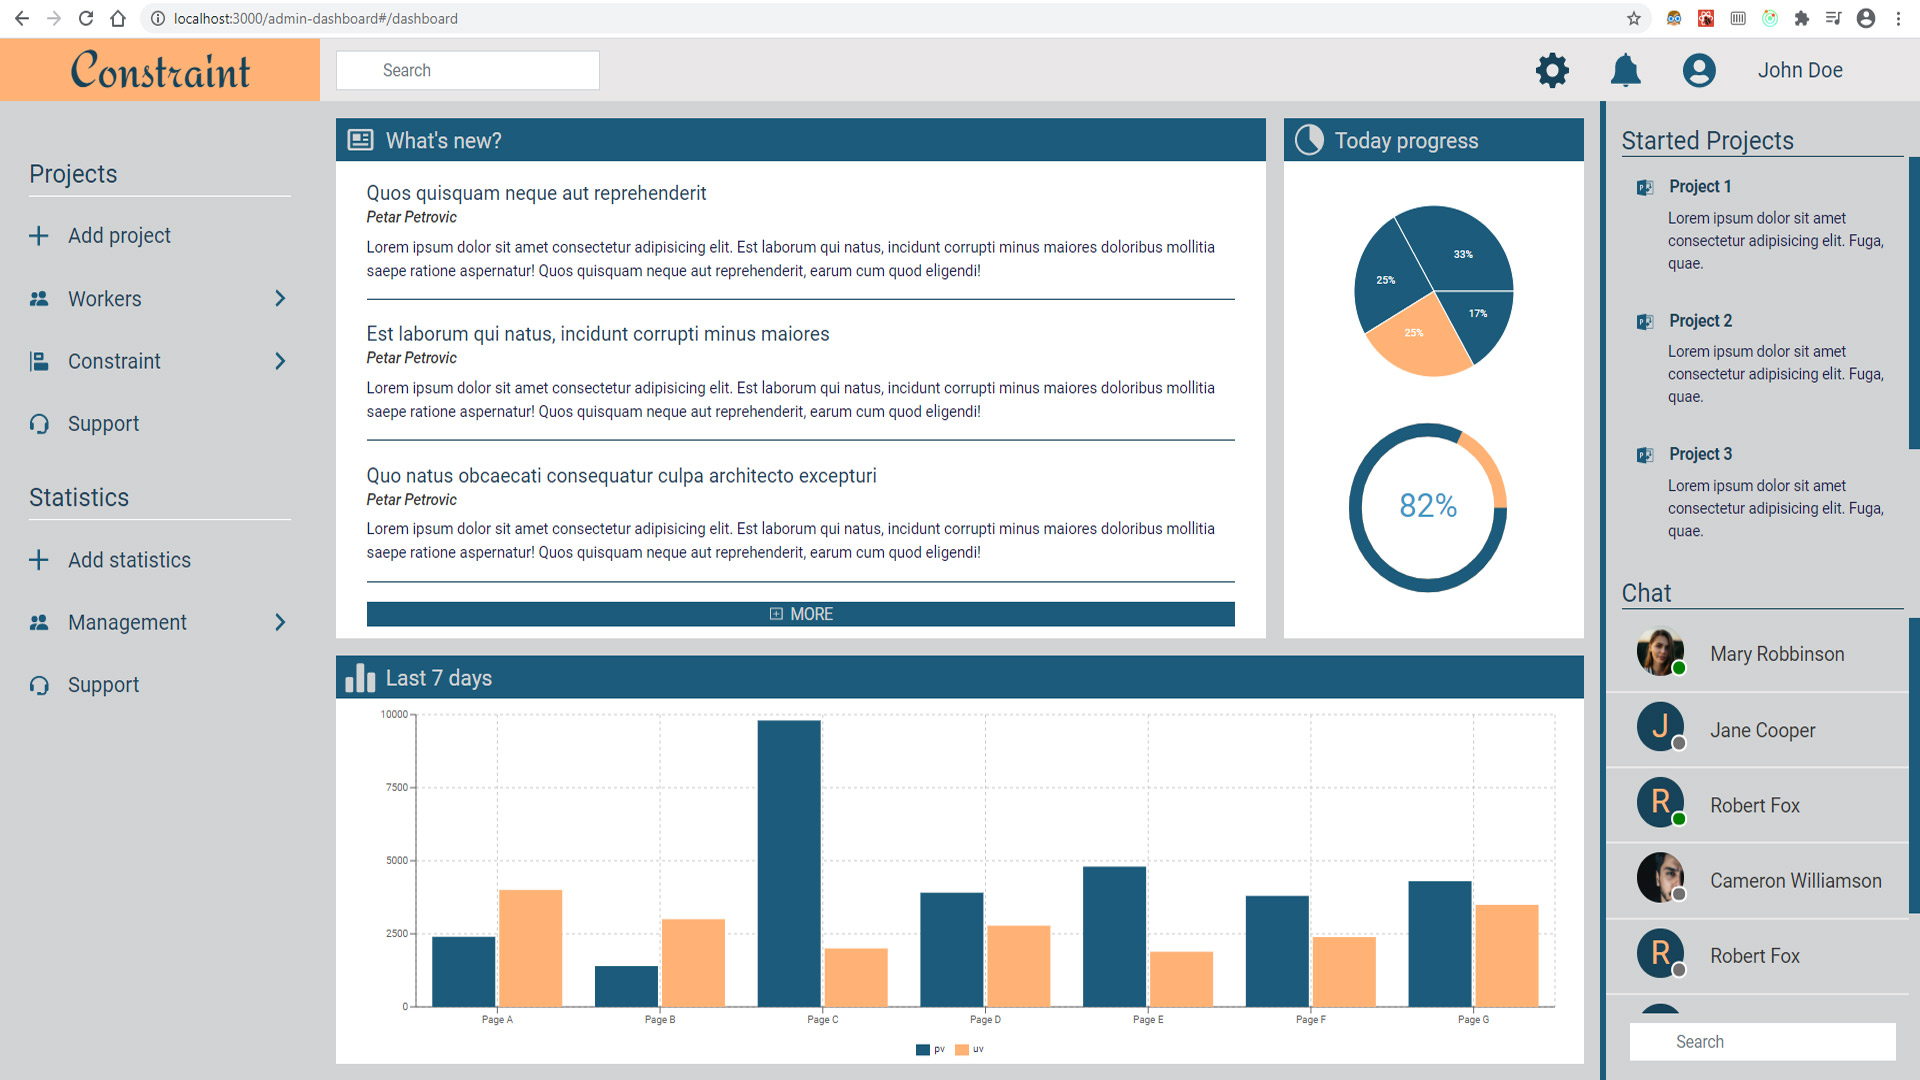 localhost:3000/admin-dashboard#/dashboard
Constraint
Search
John Doe
Projects
Add project
Workers
Constraint
Support
Statistics
Add statistics
Management
Support
What's new?
Quos quisquam neque aut reprehenderit
Petar Petrovic
Lorem ipsum dolor sit amet consectetur adipisicing elit. Est laborum qui natus, incidunt corrupti minus maiores doloribus mollitia
saepe ratione aspernatur! Quos quisquam neque aut reprehenderit, earum cum quod eligendi!
Est laborum qui natus, incidunt corrupti minus maiores
Petar Petrovic
Lorem ipsum dolor sit amet consectetur adipisicing elit. Est laborum qui natus, incidunt corrupti minus maiores doloribus mollitia
saepe ratione aspernatur! Quos quisquam neque aut reprehenderit, earum cum quod eligendi!
Quo natus obcaecati consequatur culpa architecto excepturi
Petar Petrovic
Lorem ipsum dolor sit amet consectetur adipisicing elit. Est laborum qui natus, incidunt corrupti minus maiores doloribus mollitia
saepe ratione aspernatur! Quos quisquam neque aut reprehenderit, earum cum quod eligendi!
MORE
Today progress
33%
25%
17%
25%
82%
Last 7 days
10000
7500
5000
2500
0
Page A
Page B
Page C
Page D
Page E
Page F
Page G
pv
uv
Started Projects
Project 1
Lorem ipsum dolor sit amet
consectetur adipisicing elit. Fuga,
quae.
Project 2
Lorem ipsum dolor sit amet
consectetur adipisicing elit. Fuga,
quae.
Project 3
Lorem ipsum dolor sit amet
consectetur adipisicing elit. Fuga,
quae.
Chat
Mary Robbinson
J
Jane Cooper
R
Robert Fox
Cameron Williamson
R
Robert Fox
Search